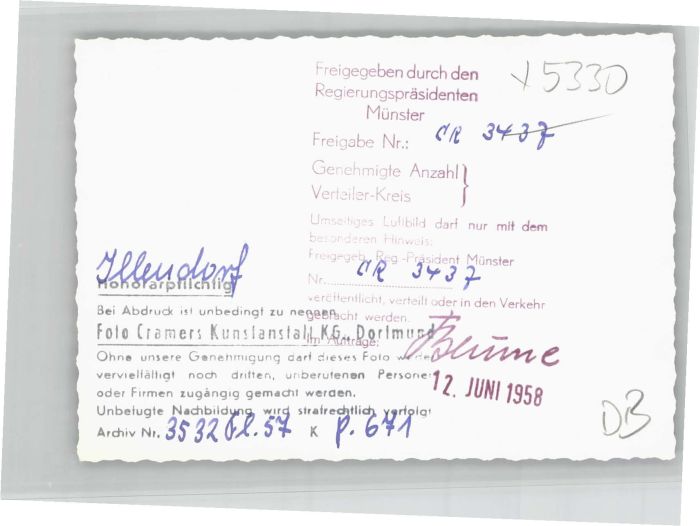 Freigegeben durch den
Regierungspräsidenten
Münster
Freigabe Nr.: CR 3437
Genehmigte Anzahl
Verteiler-Kreis
Umseitiges Luftbild darf nur mit dem
besonderen Hinweis:
Freigegeb. Reg.-Präsident Münster
Nr. CR 3437
veröffentlicht, verteilt oder in den Verkehr
gebracht werden.
Im Auftrage: Blume
12. JUNI 1958
5330
Illendorf
Honorarpflichtig
Bei Abdruck ist unbedingt zu nennen
Foto Cramers Kunstanstalt KG., Dortmund
Ohne unsere Genehmigung darf dieses Foto weder
vervielfältigt noch dritten, unberufenen Personen
oder Firmen zugängig gemacht werden.
Unbefugte Nachbildung wird strafrechtlich verfolgt
Archiv Nr. 3532 Fl. 57 K p. 671
DB